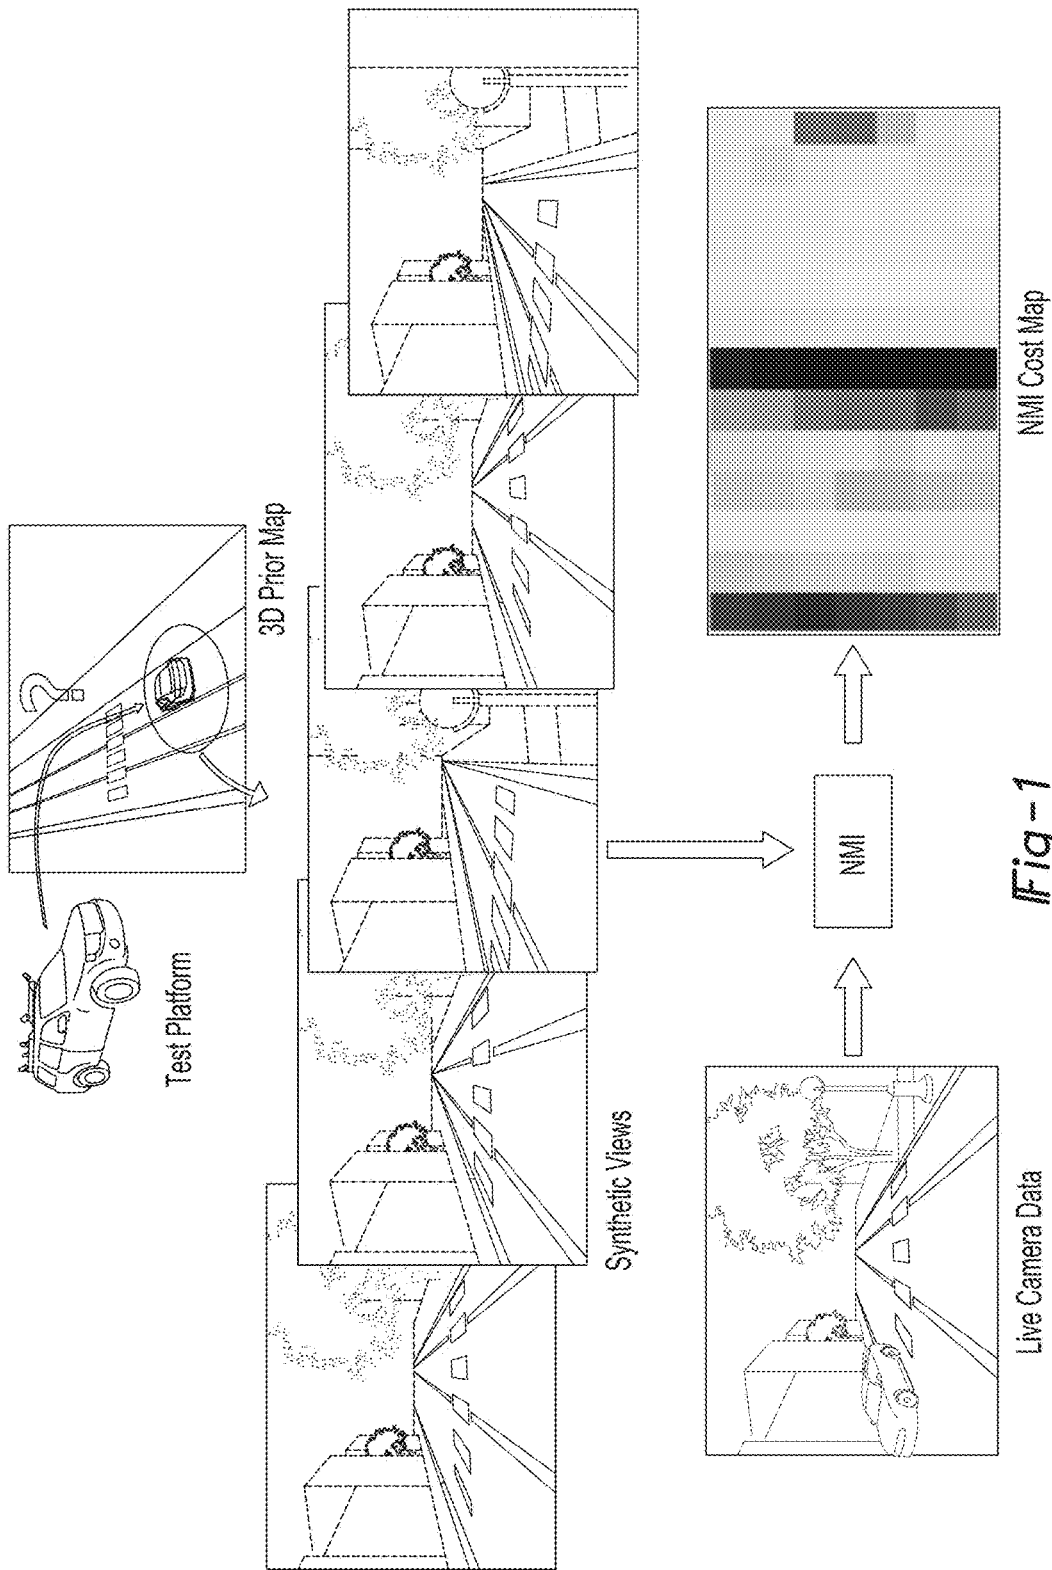 Test Platform
?
3D Prior Map
Synthetic Views
Live Camera Data
NMI
NMI Cost Map
Fig-1